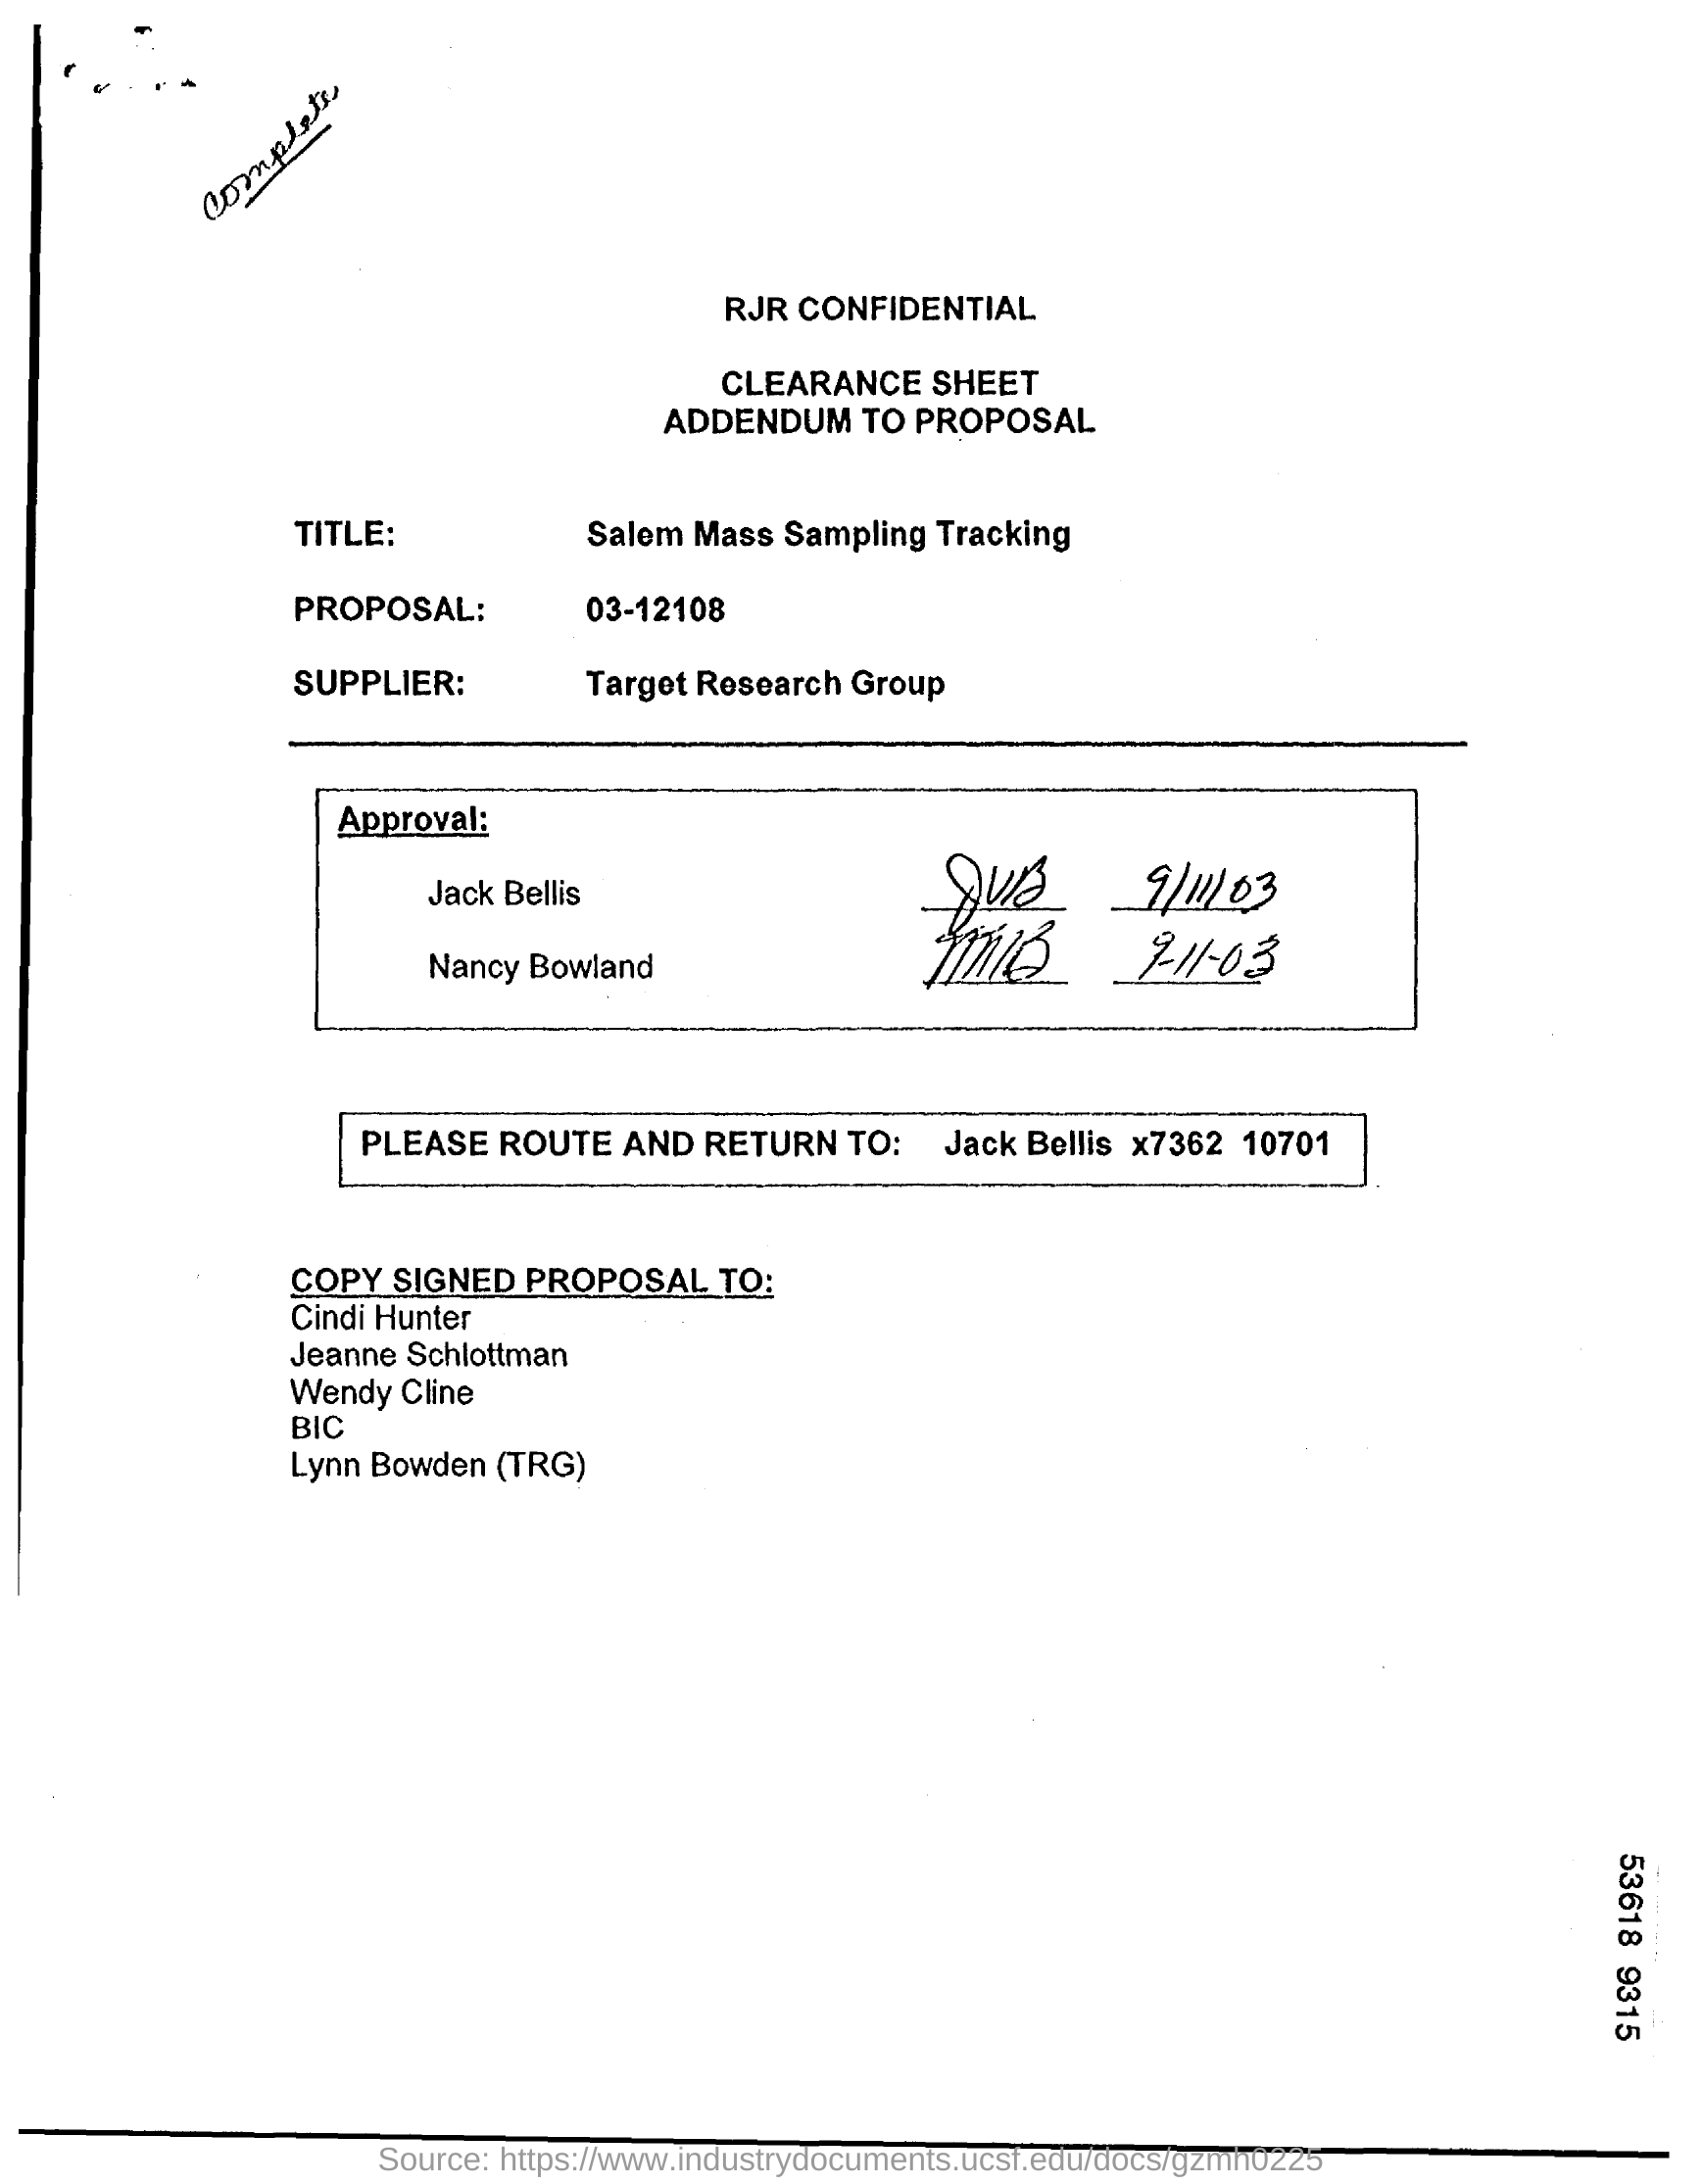 complete
RJR CONFIDENTIAL
CLEARANCE SHEET
ADDENDUM TO PROPOSAL
TITLE: Salem Mass Sampling Tracking
PROPOSAL: 03-12108
SUPPLIER: Target Research Group
Approval:
Jack Bellis JVB 9/11/03
Nancy Bowland 9-11-03
PLEASE ROUTE AND RETURN TO: Jack Bellis x7362 10701
COPY SIGNED PROPOSAL TO:
Cindi Hunter
Jeanne Schlottman
Wendy Cline
BIC
Lynn Bowden (TRG)
53618 9315
Source: https://www.industrydocuments.ucsf.edu/docs/gzmh0225